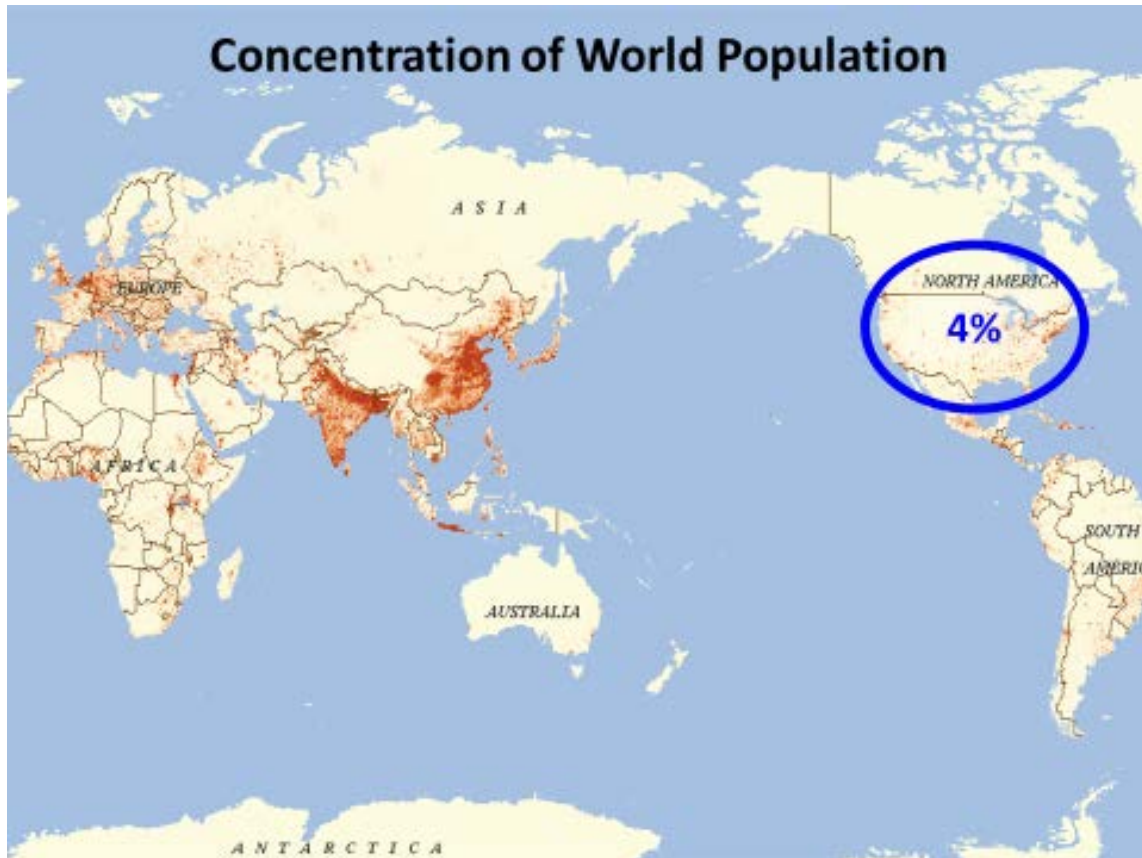 Concentration of World Population
ASIA
EUROPE
NORTH AMERICA
4%
AFRICA
SOUTH
AMERIC
AUSTRALIA
ANTARCTICA